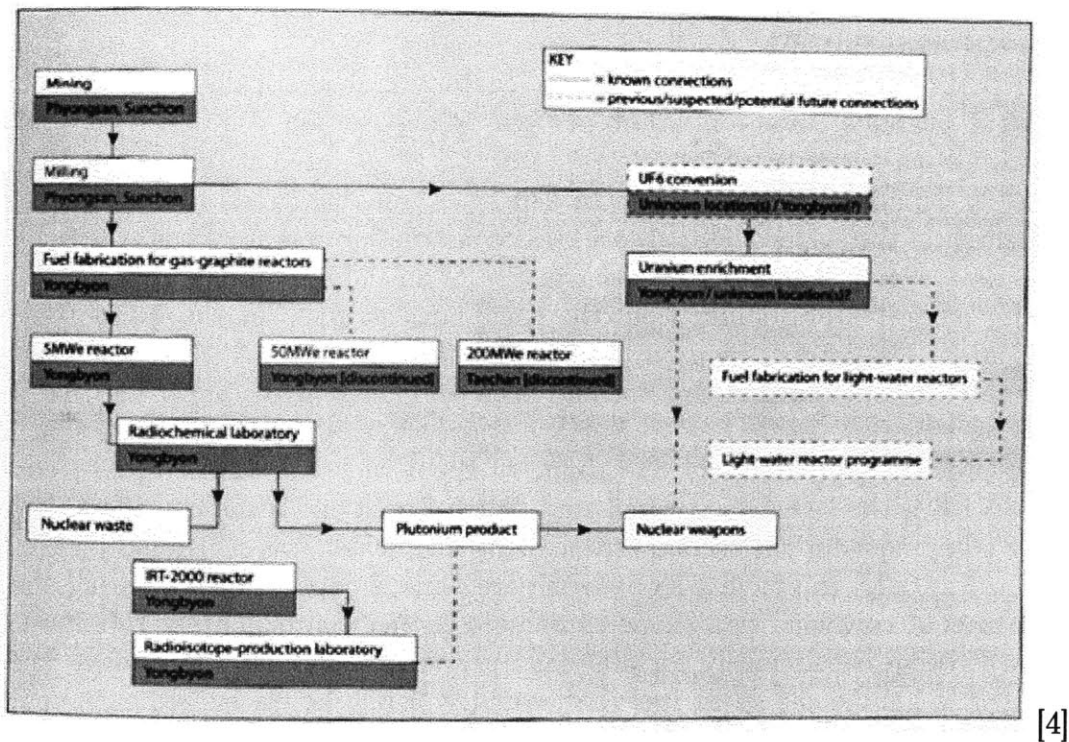 KEY
= known connections
= previous/suspected/potential future connections
Mining
Phyongsan, Sunchon
Milling
Phyongsan, Sunchon
UF6 conversion
Unknown location(s) / Yongbyon(?)
Fuel fabrication for gas-graphite reactors
Yongbyon
Uranium enrichment
Yongbyon / unknown location(s)?
5MWe reactor
Yongbyon
50MWe reactor
Yongbyon [discontinued]
200MWe reactor
Taechan [discontinued]
Fuel fabrication for light-water reactors
Radiochemical laboratory
Yongbyon
Light-water reactor programme
Nuclear waste
Plutonium product
Nuclear weapons
IRT-2000 reactor
Yongbyon
Radioisotope-production laboratory
Yongbyon
[4]